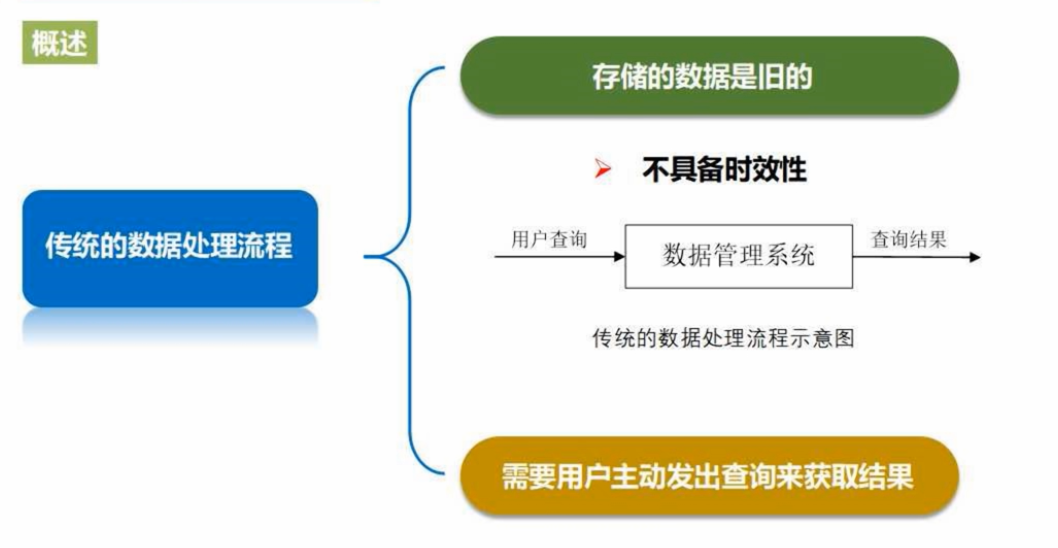 概述
存储的数据是旧的
不具备时效性
传统的数据处理流程
用户查询
数据管理系统
查询结果
传统的数据处理流程示意图
需要用户主动发出查询来获取结果